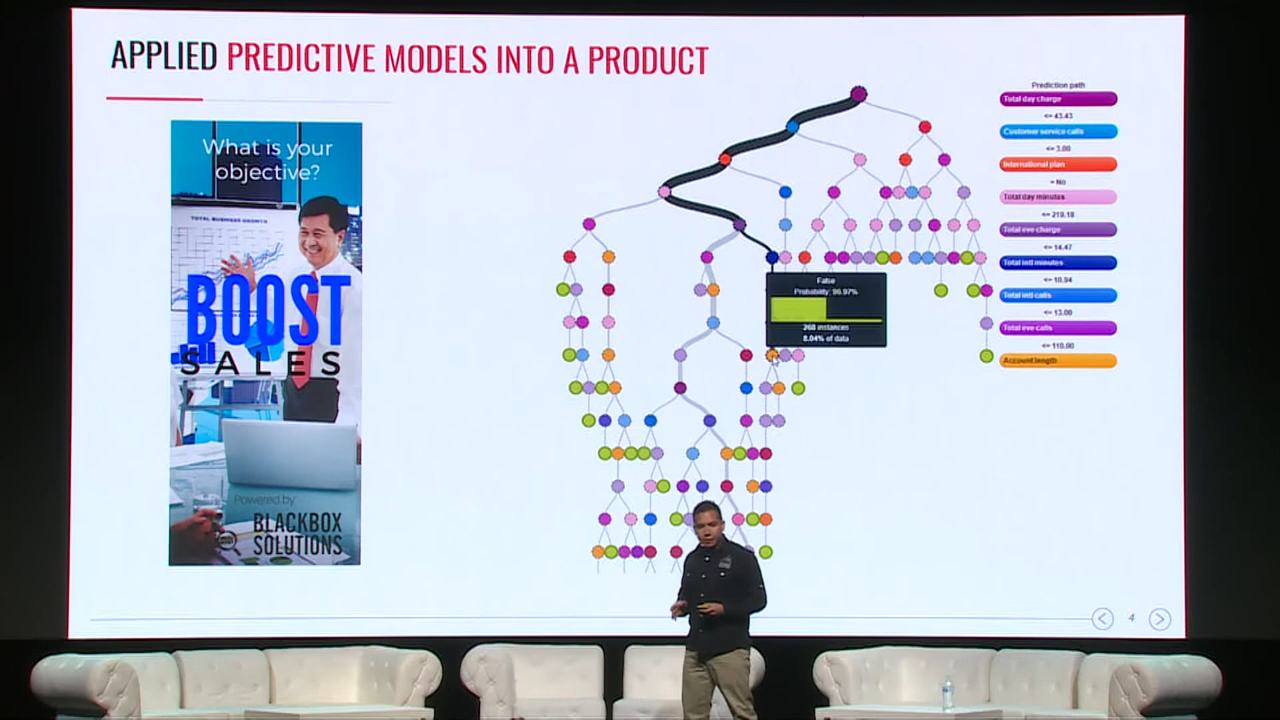 APPLIED PREDICTIVE MODELS INTO A PRODUCT
What is your
objective?
TOTAL BUSINESS GROWTH
BOOST
SALES
Powered by
BLACKBOX
SOLUTIONS
False
Probability: 96.97%
268 instances
8.04% of data
Prediction path
Total day charge
<= 43.43
Customer service calls
<= 3.00
International plan
= No
Total day minutes
<= 219.18
Total eve charge
<= 14.47
Total intl minutes
<= 10.94
Total intl calls
<= 13.00
Total eve calls
<= 110.00
Account length
4